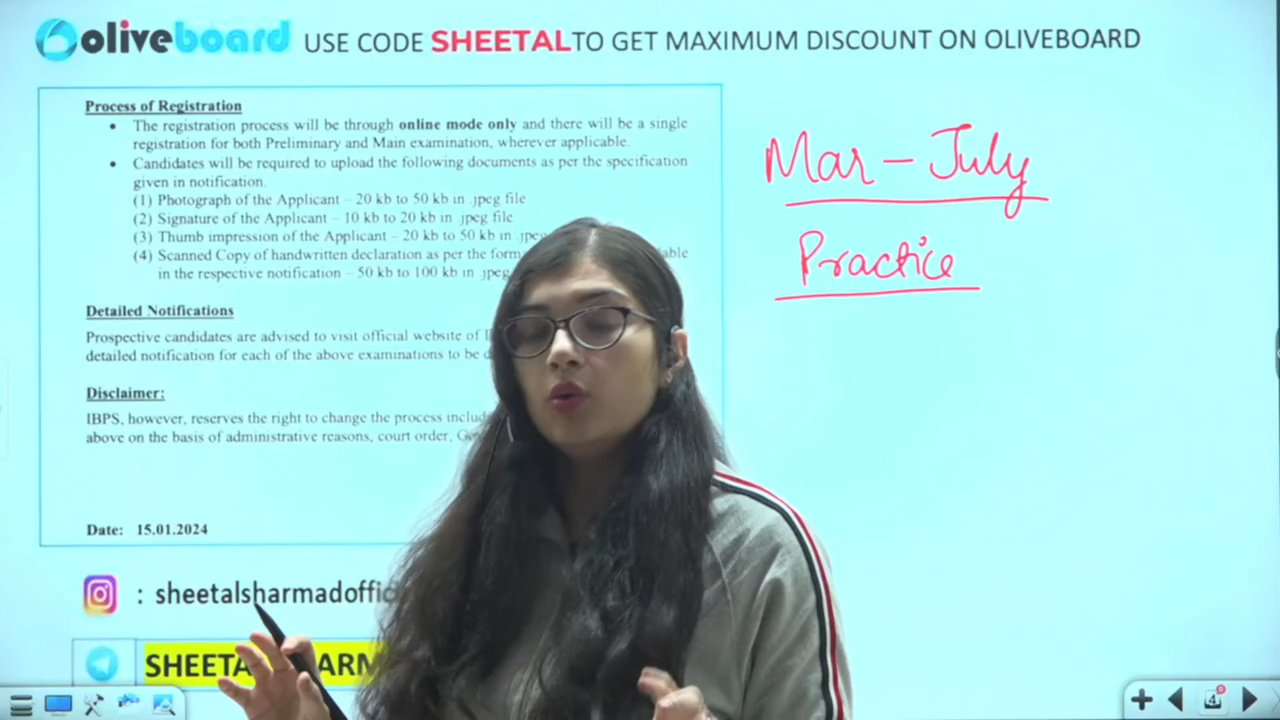 oliveboard USE CODE SHEETAL TO GET MAXIMUM DISCOUNT ON OLIVEBOARD
Process of Registration
• The registration process will be through online mode only and there will be a single
registration for both Preliminary and Main examination, wherever applicable.
• Candidates will be required to upload the following documents as per the specification
given in notification.
(1) Photograph of the Applicant – 20 kb to 50 kb in .jpeg file
(2) Signature of the Applicant – 10 kb to 20 kb in .jpeg file
(3) Thumb impression of the Applicant – 20 kb to 50 kb in .jpe
(4) Scanned Copy of handwritten declaration as per the form
in the respective notification – 50 kb to 100 kb in .jpeg
Detailed Notifications
Prospective candidates are advised to visit official website of
detailed notification for each of the above examinations to be
Disclaimer:
IBPS, however, reserves the right to change the process
above on the basis of administrative reasons, court order,
Date: 15.01.2024
: sheetalsharmadoffic
SHEETA ARM
Mar – July
Practice
4